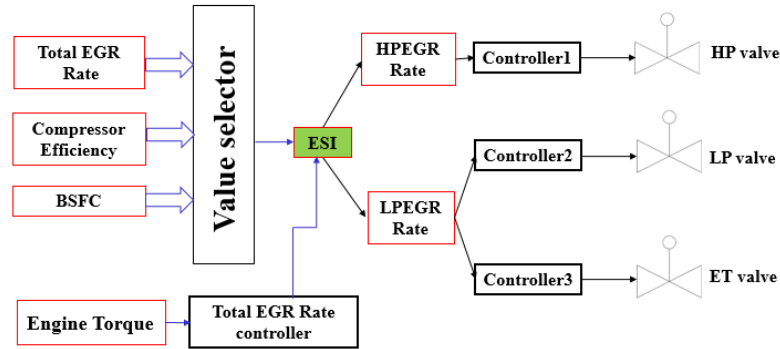 Total EGR
Rate
Compressor
Efficiency
BSFC
Value selector
ESI
HPEGR
Rate
Controller1
HP valve
LPEGR
Rate
Controller2
LP valve
Controller3
ET valve
Engine Torque
Total EGR Rate
controller